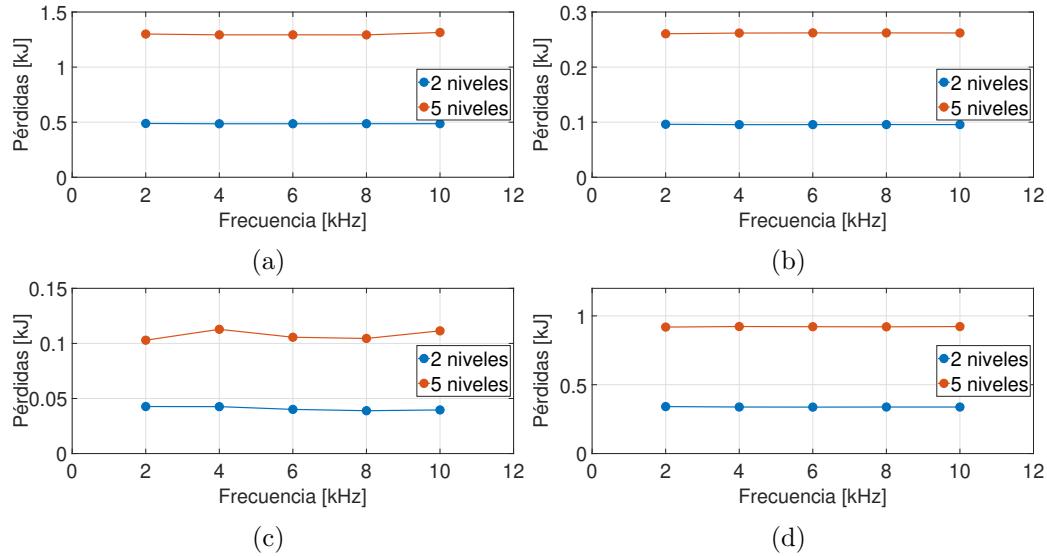 1.5
1
0.5
0
Pérdidas [kJ]
2 niveles
5 niveles
0 2 4 6 8 10 12
Frecuencia [kHz]
(a)
0.3
0.2
0.1
0
Pérdidas [kJ]
2 niveles
5 niveles
0 2 4 6 8 10 12
Frecuencia [kHz]
(b)
0.15
0.1
0.05
0
Pérdidas [kJ]
2 niveles
5 niveles
0 2 4 6 8 10 12
Frecuencia [kHz]
(c)
1
0.5
0
Pérdidas [kJ]
2 niveles
5 niveles
0 2 4 6 8 10 12
Frecuencia [kHz]
(d)